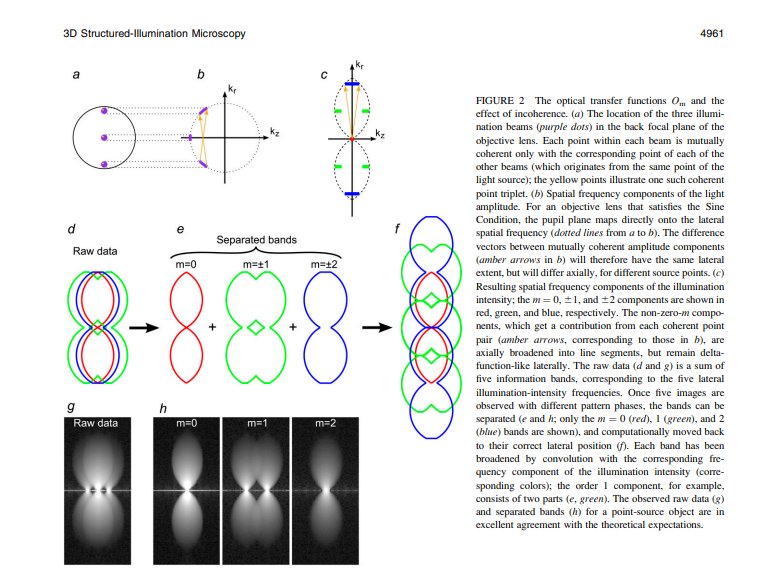 3D Structured-Illumination Microscopy
4961
a
b
c
kr
kz
kr
kz
d
e
f
Raw data
Separated bands
m=0
m=±1
m=±2
+
+
g
h
Raw data
m=0
m=1
m=2
FIGURE 2 The optical transfer functions Om and the
effect of incoherence. (a) The location of the three illumi-
nation beams (purple dots) in the back focal plane of the
objective lens. Each point within each beam is mutually
coherent only with the corresponding point of each of the
other beams (which originates from the same point of the
light source); the yellow points illustrate one such coherent
point triplet. (b) Spatial frequency components of the light
amplitude. For an objective lens that satisfies the Sine
Condition, the pupil plane maps directly onto the lateral
spatial frequency (dotted lines from a to b). The difference
vectors between mutually coherent amplitude components
(amber arrows in b) will therefore have the same lateral
extent, but will differ axially, for different source points. (c)
Resulting spatial frequency components of the illumination
intensity; the m = 0, ±1, and ±2 components are shown in
red, green, and blue, respectively. The non-zero-m compo-
nents, which get a contribution from each coherent point
pair (amber arrows, corresponding to those in b), are
axially broadened into line segments, but remain delta-
function-like laterally. The raw data (d and g) is a sum of
five information bands, corresponding to the five lateral
illumination-intensity frequencies. Once five images are
observed with different pattern phases, the bands can be
separated (e and h; only the m = 0 (red), 1 (green), and 2
(blue) bands are shown), and computationally moved back
to their correct lateral position (f). Each band has been
broadened by convolution with the corresponding fre-
quency component of the illumination intensity (corre-
sponding colors); the order 1 component, for example,
consists of two parts (e, green). The observed raw data (g)
and separated bands (h) for a point-source object are in
excellent agreement with the theoretical expectations.